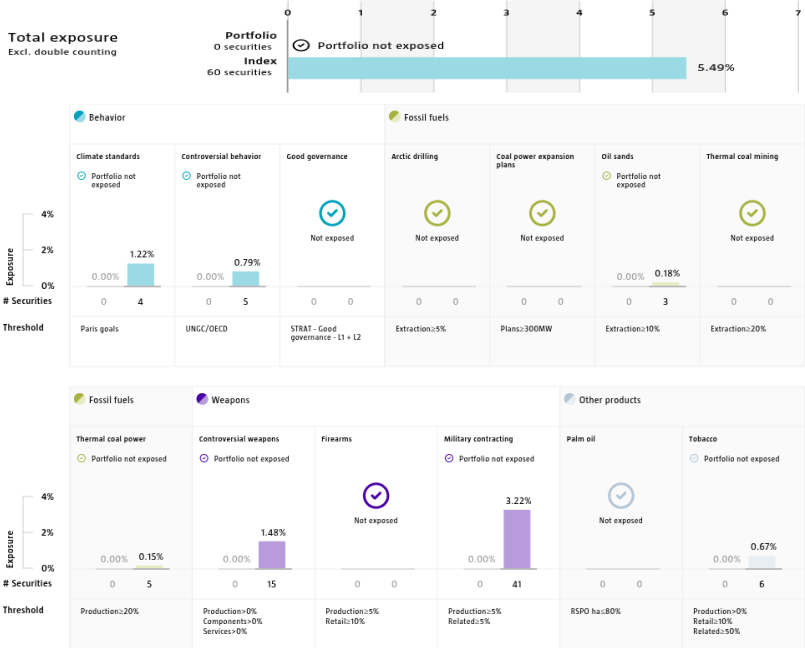 0 1 2 3 4 5 6 7
Total exposure
Excl. double counting
Portfolio
0 securities
Portfolio not exposed
Index
60 securities
5.49%
Behavior
Fossil fuels
Climate standards
Controversial behavior
Good governance
Arctic drilling
Coal power expansion
plans
Oil sands
Thermal coal mining
Portfolio not
exposed
Portfolio not
exposed
Not exposed
Not exposed
Not exposed
Portfolio not
exposed
Not exposed
Exposure
4%
2%
0%
0.00% 1.22%
0.00% 0.79%
0.00% 0.18%
# Securities 0 4 0 5 0 0 0 0 0 0 0 3 0 0
Threshold
Paris goals
UNGC/OECD
STRAT - Good
governance - L1 + L2
Extraction≥5%
Plans≥300MW
Extraction≥10%
Extraction≥20%
Fossil fuels
Weapons
Other products
Thermal coal power
Controversial weapons
Firearms
Military contracting
Palm oil
Tobacco
Portfolio not exposed
Portfolio not exposed
Not exposed
Portfolio not exposed
Not exposed
Portfolio not exposed
Exposure
4%
2%
0%
0.00% 0.15%
0.00% 1.48%
0.00% 3.22%
0.00% 0.67%
# Securities 0 5 0 15 0 0 0 41 0 0 0 6
Threshold
Production≥20%
Production>0%
Components>0%
Services>0%
Production≥5%
Retail≥10%
Production≥5%
Related≥5%
RSPO ha≤80%
Production>0%
Retail≥10%
Related≥50%